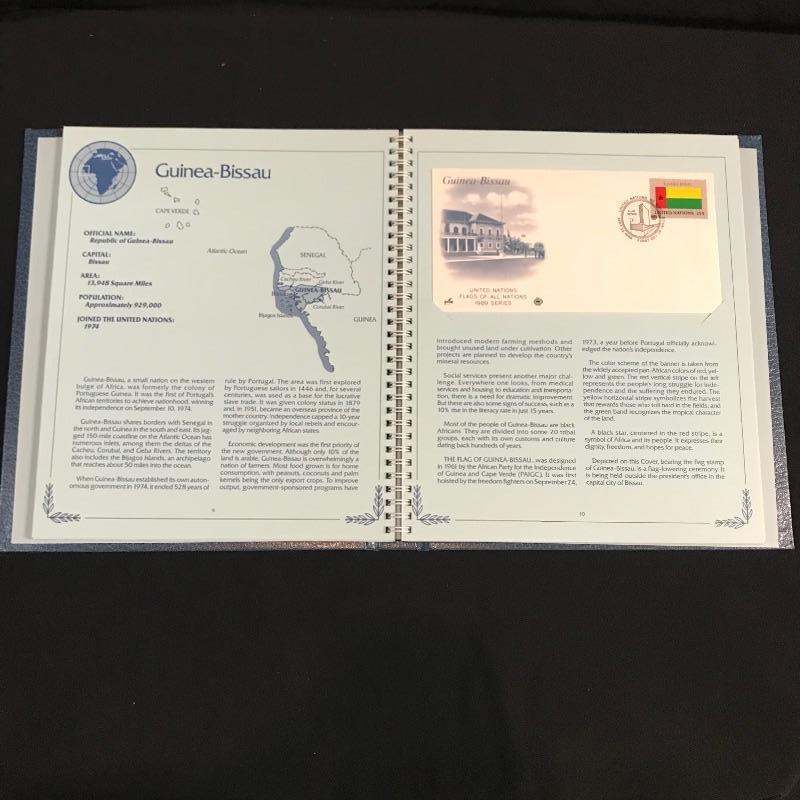 Guinea-Bissau
CAPE VERDE
OFFICIAL NAME:
Republic of Guinea-Bissau
CAPITAL:
Bissau
AREA:
13,948 Square Miles
POPULATION:
Approximately 929,000
JOINED THE UNITED NATIONS:
1974
Atlantic Ocean
SENEGAL
Cacheu River
Geba River
GUINEA-BISSAU
Corubal River
Bijagos Islands
GUINEA
Guinea-Bissau, a small nation on the western
bulge of Africa, was formerly the colony of
Portuguese Guinea. It was the first of Portugal's
African territories to achieve nationhood, winning
its independence on September 10, 1974.
Guinea-Bissau shares borders with Senegal in
the north and Guinea in the south and east. Its jag-
ged 150-mile coastline on the Atlantic Ocean has
numerous inlets, among them the deltas of the
Cacheu, Corubal, and Geba Rivers. The territory
also includes the Bijagos Islands, an archipelago
that reaches about 50 miles into the ocean.
When Guinea-Bissau established its own auton-
omous government in 1974, it ended 528 years of
rule by Portugal. The area was first explored
by Portuguese sailors in 1446 and, for several
centuries, was used as a base for the lucrative
slave trade. It was given colony status in 1879
and, in 1951, became an overseas province of the
mother country. Independence capped a 10-year
struggle organized by local rebels and encour-
aged by neighboring African states.
Economic development was the first priority of
the new government. Although only 10% of the
land is arable, Guinea-Bissau is overwhelmingly a
nation of farmers. Most food grown is for home
consumption, with peanuts, coconuts and palm
kernels being the only export crops. To improve
output, government-sponsored programs have
9
Guinea-Bissau
UNITED NATIONS
FLAGS OF ALL NATIONS
1989 SERIES
UNITED NATIONS 25¢
introduced modern farming methods and
brought unused land under cultivation. Other
projects are planned to develop the country's
mineral resources.
Social services present another major chal-
lenge. Everywhere one looks, from medical
services and housing to education and transporta-
tion, there is a need for dramatic improvement.
But there are also some signs of success, such as a
10% rise in the literacy rate in just 15 years.
Most of the people of Guinea-Bissau are black
Africans. They are divided into some 20 tribal
groups, each with its own customs and culture
dating back hundreds of years.
THE FLAG OF GUINEA-BISSAU...was designed
in 1961 by the African Party for the Independence
of Guinea and Cape Verde (PAIGC). It was first
hoisted by the freedom fighters on September 24,
1973, a year before Portugal officially acknowl-
edged the nation's independence.
The color scheme of the banner is taken from
the widely accepted pan-African colors of red, yel-
low and green. The red vertical stripe on the left
represents the people's long struggle for inde-
pendence and the suffering they endured. The
yellow horizontal stripe symbolizes the harvest
that rewards those who toil hard in the fields, and
the green band recognizes the tropical character
of the land.
A black star, centered in the red stripe, is a
symbol of Africa and its people. It expresses their
dignity, freedom, and hopes for peace.
Depicted on this Cover, bearing the flag stamp
of Guinea-Bissau, is a flag-lowering ceremony. It
is being held outside the president's office in the
capital city of Bissau.
10